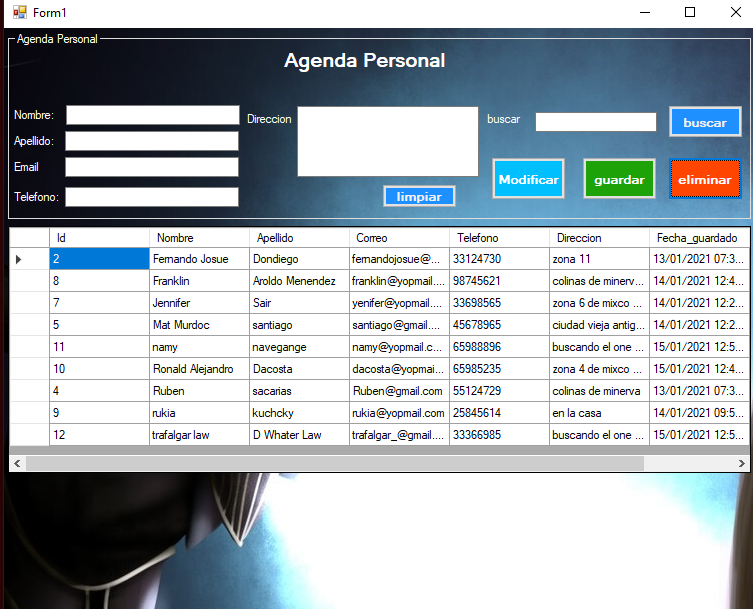 Form1
Agenda Personal
Agenda Personal
Nombre:
Direccion
buscar
buscar
Apellido:
Email
Modificar
guardar
eliminar
Telefono:
limpiar
Id Nombre Apellido Correo Telefono Direccion Fecha_guardado
2 Fernando Josue Dondiego fernandojosue@... 33124730 zona 11 13/01/2021 07:3...
8 Franklin Aroldo Menendez franklin@yopmail.... 98745621 colinas de minerv... 14/01/2021 12:4...
7 Jennifer Sair yenifer@yopmail.... 33698565 zona 6 de mixco ... 14/01/2021 12:2...
5 Mat Murdoc santiago santiago@gmail.... 45678965 ciudad vieja antig... 14/01/2021 12:2...
11 namy navegange namy@yopmail.c... 65988896 buscando el one ... 15/01/2021 12:5...
10 Ronald Alejandro Dacosta dacosta@yopmai... 65985235 zona 4 de mixco ... 15/01/2021 12:4...
4 Ruben sacarias Ruben@gmail.com 55124729 colinas de minerva 13/01/2021 07:3...
9 rukia kuchcky rukia@yopmail.com 25845614 en la casa 14/01/2021 09:5...
12 trafalgar law D Whater Law trafalgar_@gmail.... 33366985 buscando el one ... 15/01/2021 12:5...